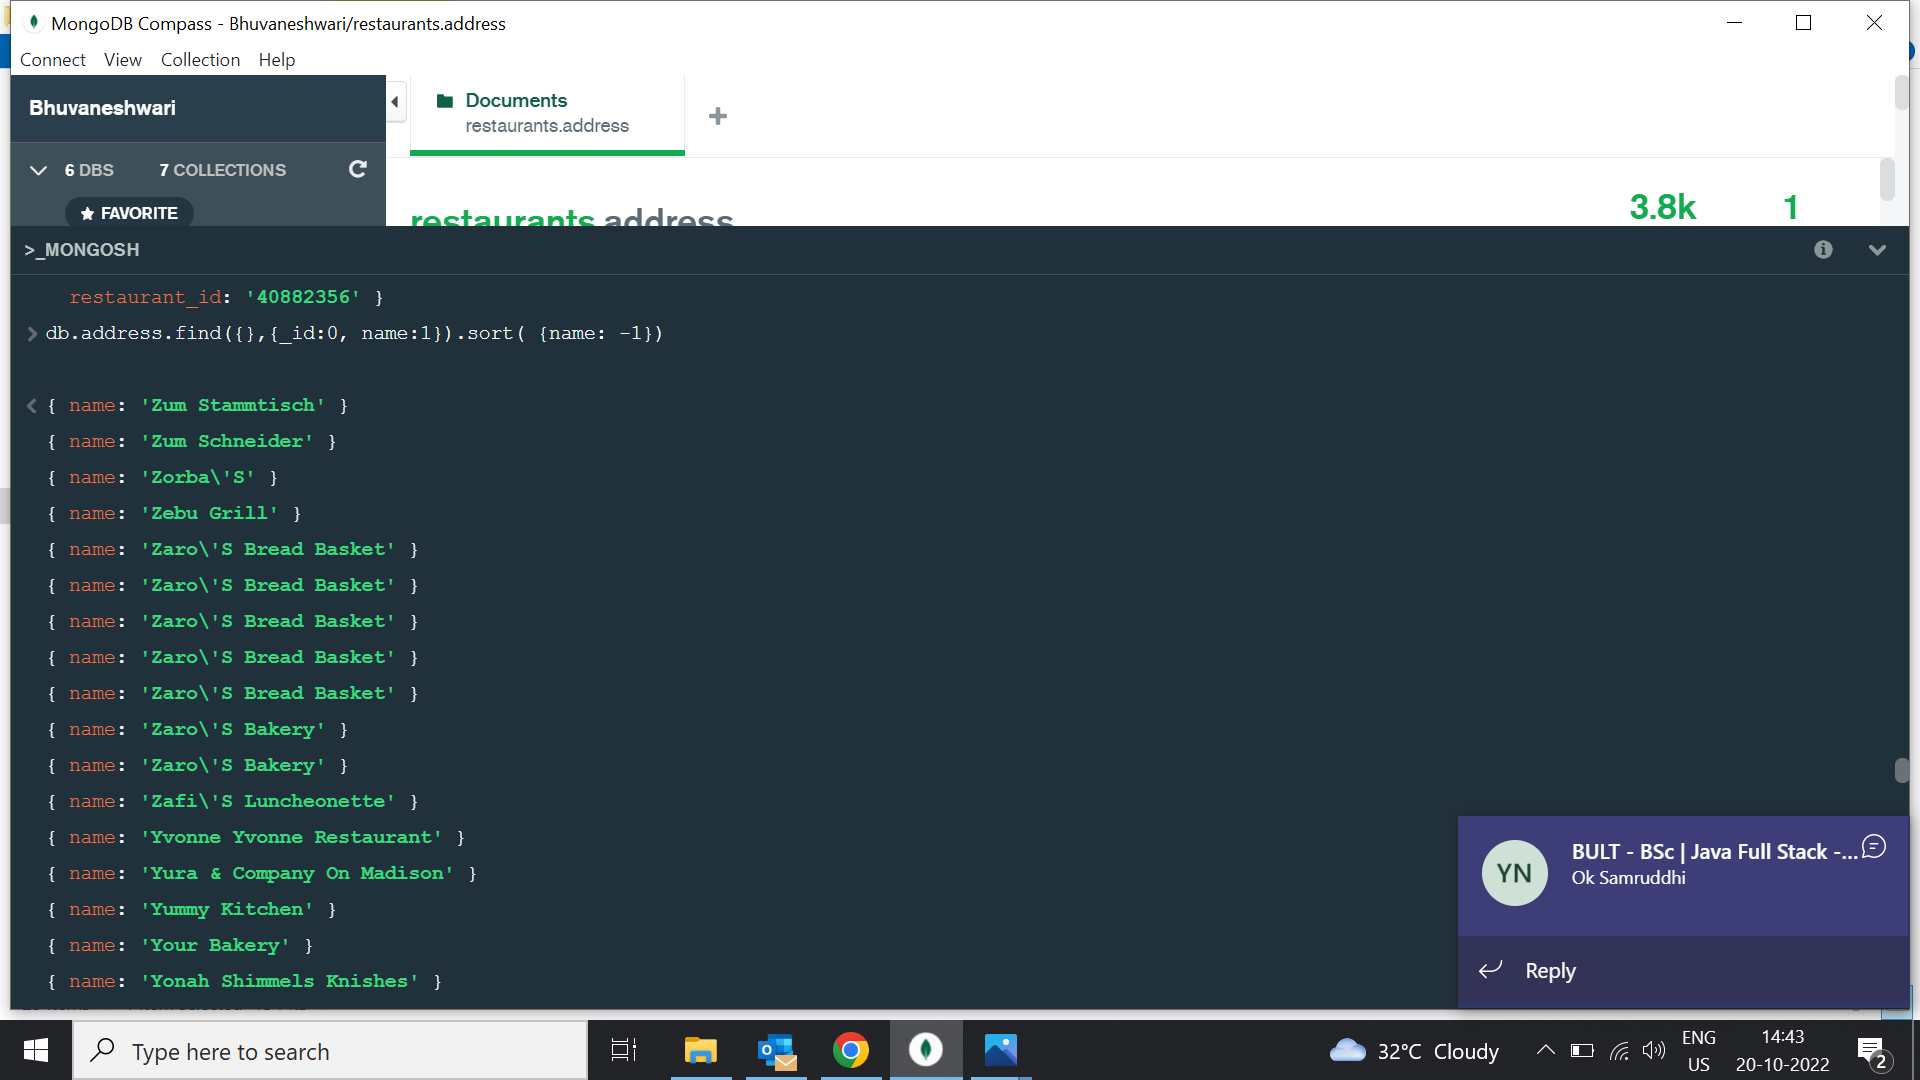 MongoDB Compass - Bhuvaneshwari/restaurants.address
Connect View Collection Help
Bhuvaneshwari
Documents
restaurants.address
6 DBS 7 COLLECTIONS
FAVORITE
restaurants.address
3.8k 1
>_MONGOSH
restaurant_id: '40882356' }
db.address.find({},{_id:0, name:1}).sort( {name: -1})
{ name: 'Zum Stammtisch' }
{ name: 'Zum Schneider' }
{ name: 'Zorba\'S' }
{ name: 'Zebu Grill' }
{ name: 'Zaro\'S Bread Basket' }
{ name: 'Zaro\'S Bread Basket' }
{ name: 'Zaro\'S Bread Basket' }
{ name: 'Zaro\'S Bread Basket' }
{ name: 'Zaro\'S Bread Basket' }
{ name: 'Zaro\'S Bakery' }
{ name: 'Zaro\'S Bakery' }
{ name: 'Zafi\'S Luncheonette' }
{ name: 'Yvonne Yvonne Restaurant' }
{ name: 'Yura & Company On Madison' }
{ name: 'Yummy Kitchen' }
{ name: 'Your Bakery' }
{ name: 'Yonah Shimmels Knishes' }
YN
BULT - BSc | Java Full Stack -...
Ok Samruddhi
Reply
Type here to search
32°C Cloudy
ENG
US
14:43
20-10-2022
2